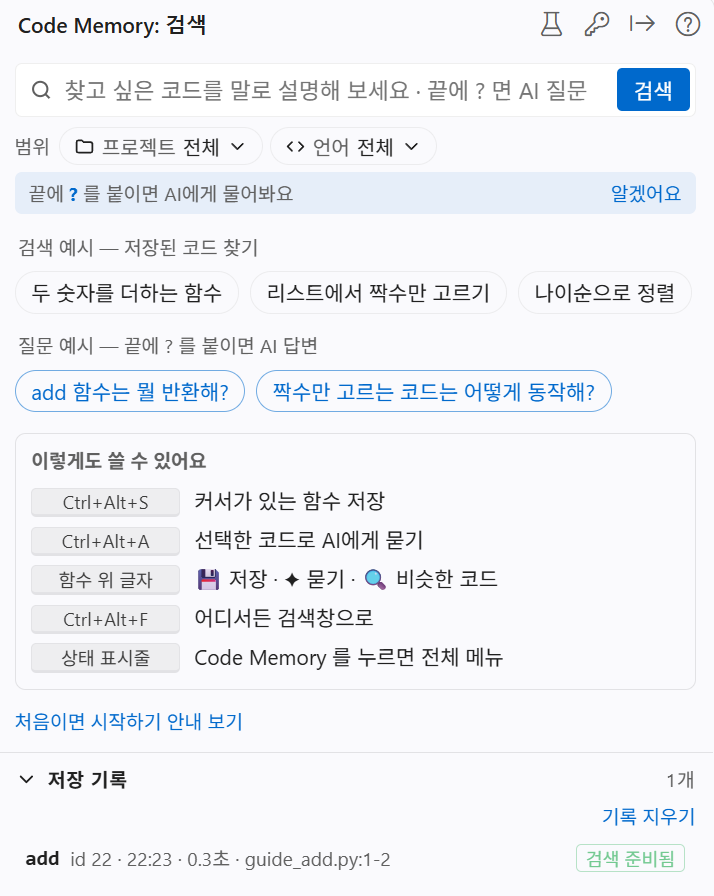 Code Memory: 검색
찾고 싶은 코드를 말로 설명해 보세요 · 끝에 ? 면 AI 질문
검색
범위 프로젝트 전체 언어 전체
끝에 ? 를 붙이면 AI에게 물어봐요 알겠어요
검색 예시 — 저장된 코드 찾기
두 숫자를 더하는 함수 리스트에서 짝수만 고르기 나이순으로 정렬
질문 예시 — 끝에 ? 를 붙이면 AI 답변
add 함수는 뭘 반환해? 짝수만 고르는 코드는 어떻게 동작해?
이렇게도 쓸 수 있어요
Ctrl+Alt+S 커서가 있는 함수 저장
Ctrl+Alt+A 선택한 코드로 AI에게 묻기
함수 위 글자 💾 저장 · ✦ 묻기 · 🔍 비슷한 코드
Ctrl+Alt+F 어디서든 검색창으로
상태 표시줄 Code Memory 를 누르면 전체 메뉴
처음이면 시작하기 안내 보기
저장 기록 1개
기록 지우기
add id 22 · 22:23 · 0.3초 · guide_add.py:1-2 검색 준비됨